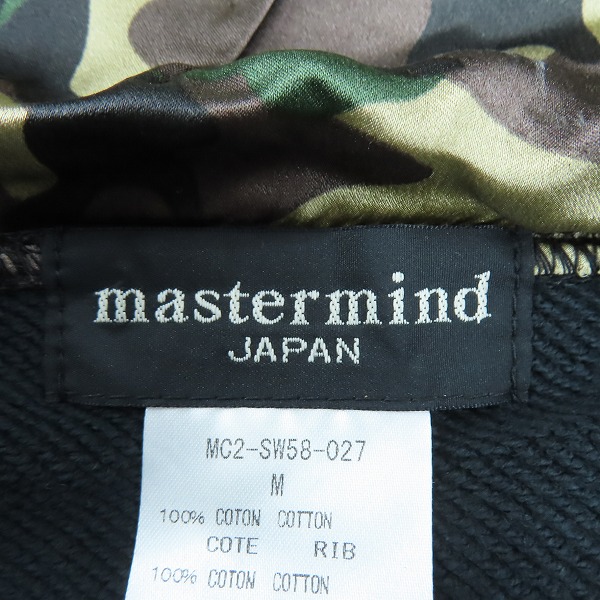 mastermind
JAPAN
MC2-SW58-027
M
100% COTON COTTON
COTE RIB
100% COTON COTTON